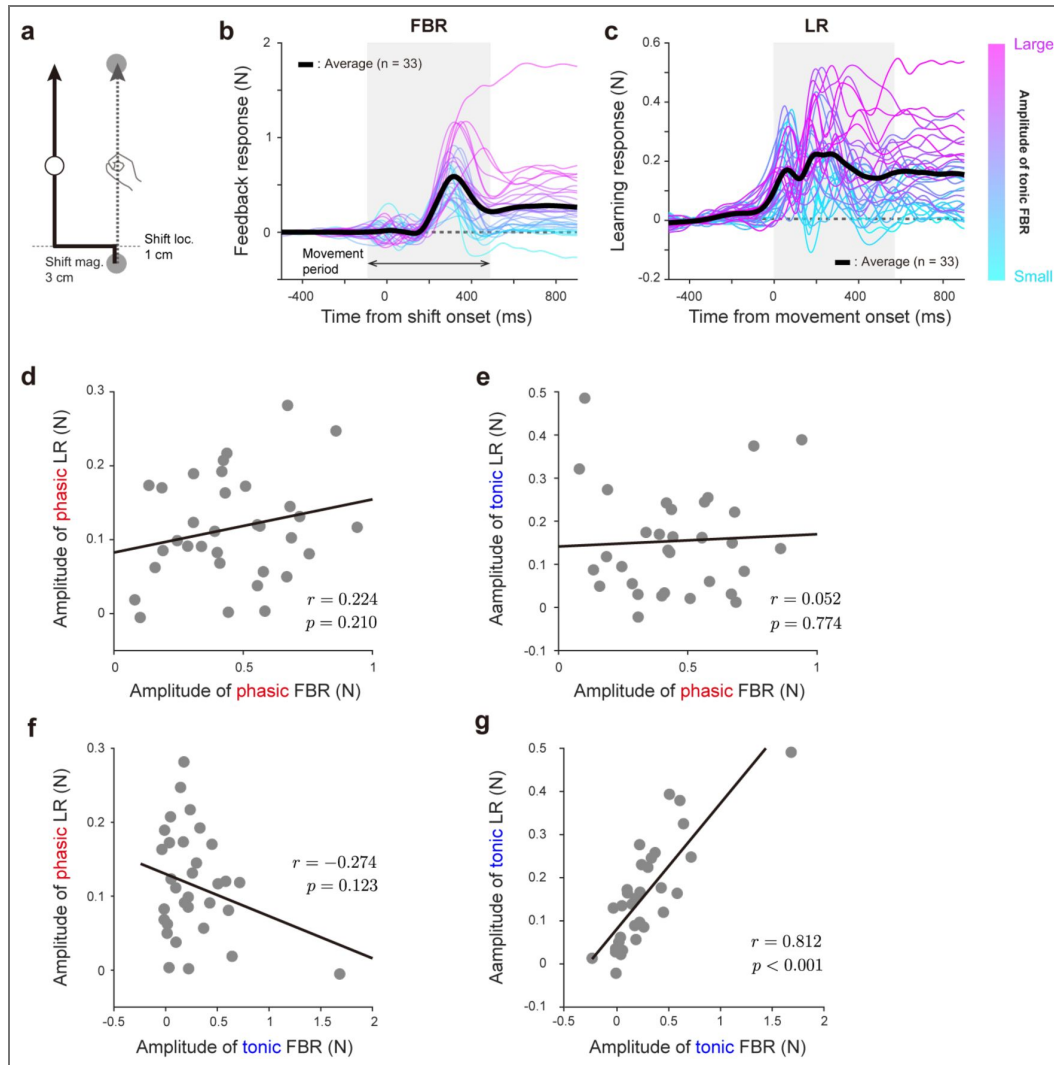 a
Shift mag.
3 cm
Shift loc.
1 cm
b
FBR
: Average (n = 33)
Feedback response (N)
2
1
0
Movement
period
-400
0
400
800
Time from shift onset (ms)
c
LR
Learning response (N)
0.6
0.4
0.2
0
-0.2
: Average (n = 33)
-400
0
400
800
Time from movement onset (ms)
Large
Amplitude of tonic FBR
Small
d
Amplitude of phasic LR (N)
0.3
0.2
0.1
0
r = 0.224
p = 0.210
0
0.5
1
Amplitude of phasic FBR (N)
e
Aamplitude of tonic LR (N)
0.5
0.4
0.3
0.2
0.1
0
-0.1
r = 0.052
p = 0.774
0
0.5
1
Amplitude of phasic FBR (N)
f
Amplitude of phasic LR (N)
0.3
0.2
0.1
0
r = −0.274
p = 0.123
-0.5
0
0.5
1
1.5
2
Amplitude of tonic FBR (N)
g
Aamplitude of tonic LR (N)
0.5
0.4
0.3
0.2
0.1
0
-0.1
r = 0.812
p < 0.001
-0.5
0
0.5
1
1.5
2
Amplitude of tonic FBR (N)